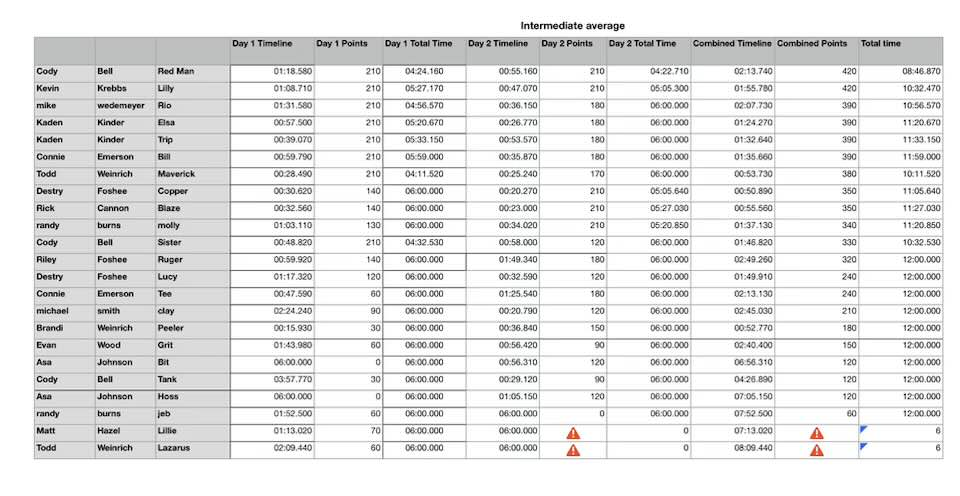 Intermediate average
Day 1 Timeline Day 1 Points Day 1 Total Time Day 2 Timeline Day 2 Points Day 2 Total Time Combined Timeline Combined Points Total time
Cody Bell Red Man 01:18.580 210 04:24.160 00:55.160 210 04:22.710 02:13.740 420 08:46.870
Kevin Krebbs Lilly 01:08.710 210 05:27.170 00:47.070 210 05:05.300 01:55.780 420 10:32.470
mike wedemeyer Rio 01:31.580 210 04:56.570 00:36.150 180 06:00.000 02:07.730 390 10:56.570
Kaden Kinder Elsa 00:57.500 210 05:20.670 00:26.770 180 06:00.000 01:24.270 390 11:20.670
Kaden Kinder Trip 00:39.070 210 05:33.150 00:53.570 180 06:00.000 01:32.640 390 11:33.150
Connie Emerson Bill 00:59.790 210 05:59.000 00:35.870 180 06:00.000 01:35.660 390 11:59.000
Todd Weinrich Maverick 00:28.490 210 04:11.520 00:25.240 170 06:00.000 00:53.730 380 10:11.520
Destry Foshee Copper 00:30.620 140 06:00.000 00:20.270 210 05:05.640 00:50.890 350 11:05.640
Rick Cannon Blaze 00:32.560 140 06:00.000 00:23.000 210 05:27.030 00:55.560 350 11:27.030
randy burns molly 01:03.110 130 06:00.000 00:34.020 210 05:20.850 01:37.130 340 11:20.850
Cody Bell Sister 00:48.820 210 04:32.530 00:58.000 120 06:00.000 01:46.820 330 10:32.530
Riley Foshee Ruger 00:59.920 140 06:00.000 01:49.340 180 06:00.000 02:49.260 320 12:00.000
Destry Foshee Lucy 01:17.320 120 06:00.000 00:32.590 120 06:00.000 01:49.910 240 12:00.000
Connie Emerson Tee 00:47.590 60 06:00.000 01:25.540 180 06:00.000 02:13.130 240 12:00.000
michael smith clay 02:24.240 90 06:00.000 00:20.790 120 06:00.000 02:45.030 210 12:00.000
Brandi Weinrich Peeler 00:15.930 30 06:00.000 00:36.840 150 06:00.000 00:52.770 180 12:00.000
Evan Wood Grit 01:43.980 60 06:00.000 00:56.420 90 06:00.000 02:40.400 150 12:00.000
Asa Johnson Bit 06:00.000 0 06:00.000 00:56.310 120 06:00.000 06:56.310 120 12:00.000
Cody Bell Tank 03:57.770 30 06:00.000 00:29.120 90 06:00.000 04:26.890 120 12:00.000
Asa Johnson Hoss 06:00.000 0 06:00.000 01:05.150 120 06:00.000 07:05.150 120 12:00.000
randy burns jeb 01:52.500 60 06:00.000 06:00.000 0 06:00.000 07:52.500 60 12:00.000
Matt Hazel Lillie 01:13.020 70 06:00.000 06:00.000 0 07:13.020 6
Todd Weinrich Lazarus 02:09.440 60 06:00.000 06:00.000 0 08:09.440 6